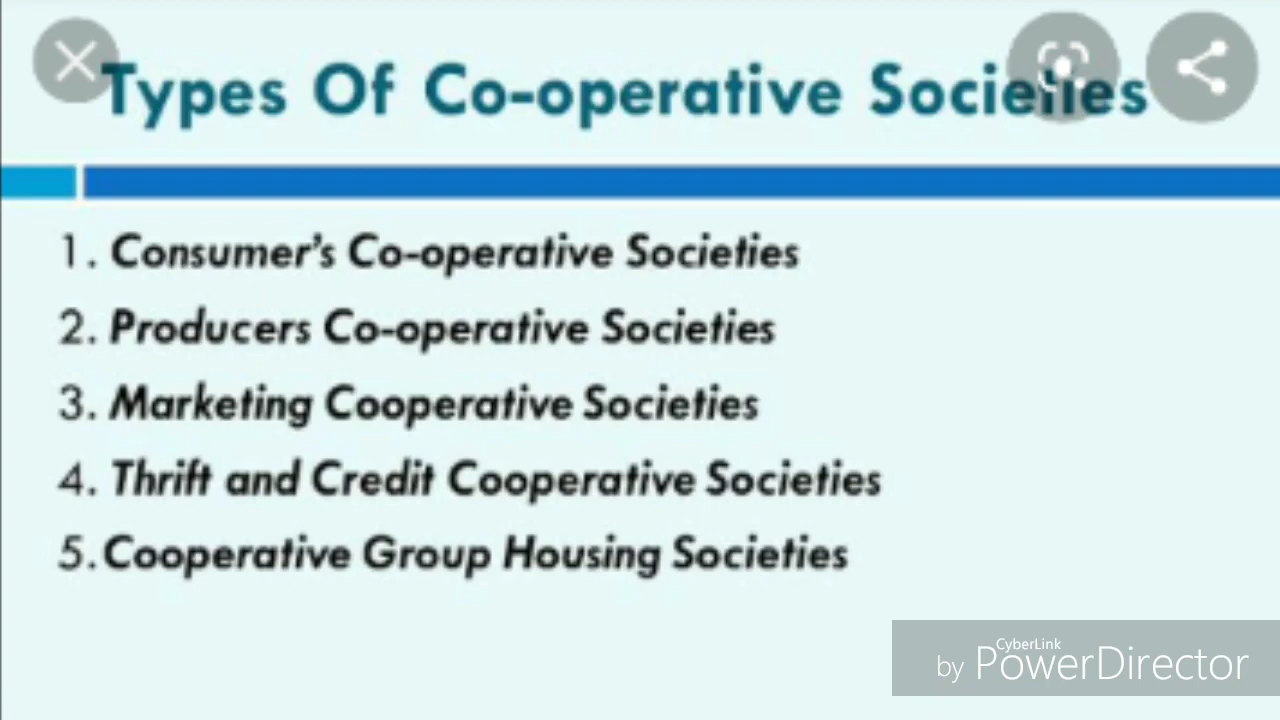 Types Of Co-operative Societies
1. Consumer's Co-operative Societies
2. Producers Co-operative Societies
3. Marketing Cooperative Societies
4. Thrift and Credit Cooperative Societies
5.Cooperative Group Housing Societies
CyberLink
by PowerDirector